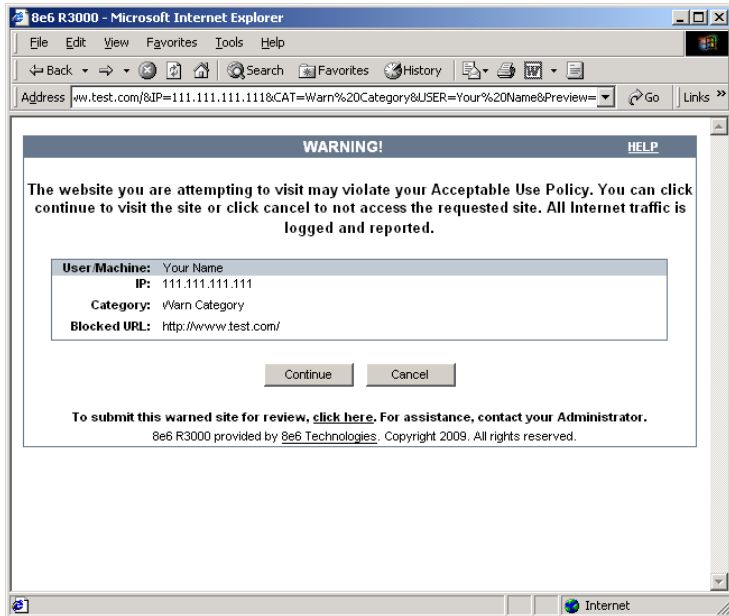 8e6 R3000 - Microsoft Internet Explorer
File Edit View Favorites Tools Help
Back Search Favorites History
Address ww.test.com/&IP=111.111.111.111&CAT=Warn%20Category&USER=Your%20Name&Preview= Go Links »
WARNING! HELP
The website you are attempting to visit may violate your Acceptable Use Policy. You can click
continue to visit the site or click cancel to not access the requested site. All Internet traffic is
logged and reported.
User/Machine: Your Name
IP: 111.111.111.111
Category: Warn Category
Blocked URL: http://www.test.com/
Continue Cancel
To submit this warned site for review, click here. For assistance, contact your Administrator.
8e6 R3000 provided by 8e6 Technologies. Copyright 2009. All rights reserved.
Internet